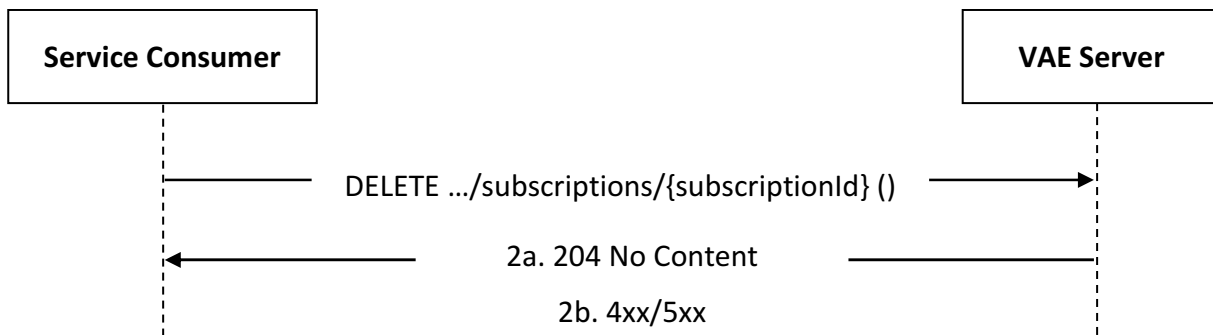 Service Consumer
VAE Server
DELETE .../subscriptions/{subscriptionId} ()
2a. 204 No Content
2b. 4xx/5xx